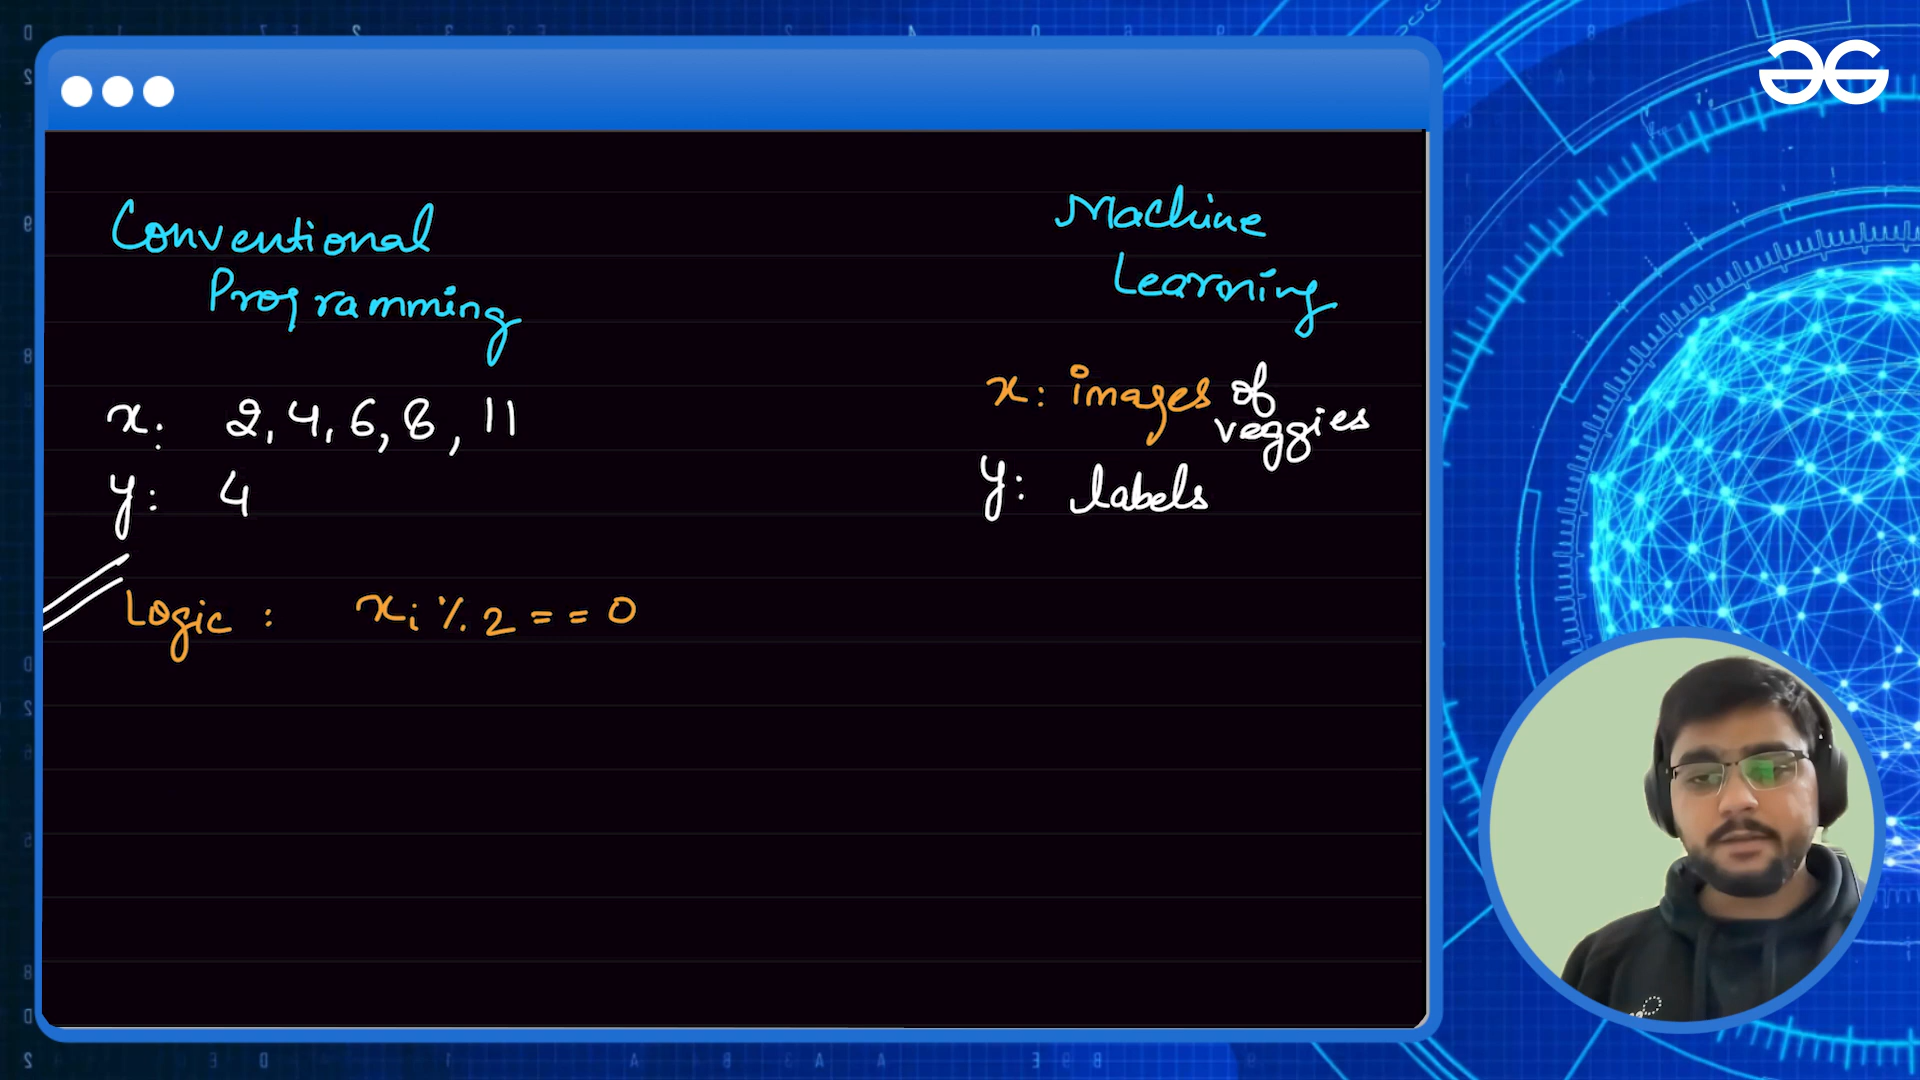 Conventional
Programming
x: 2, 4, 6, 8, 11
y: 4
Logic: xi % 2 == 0
Machine
Learning
x: images of
veggies
y: labels